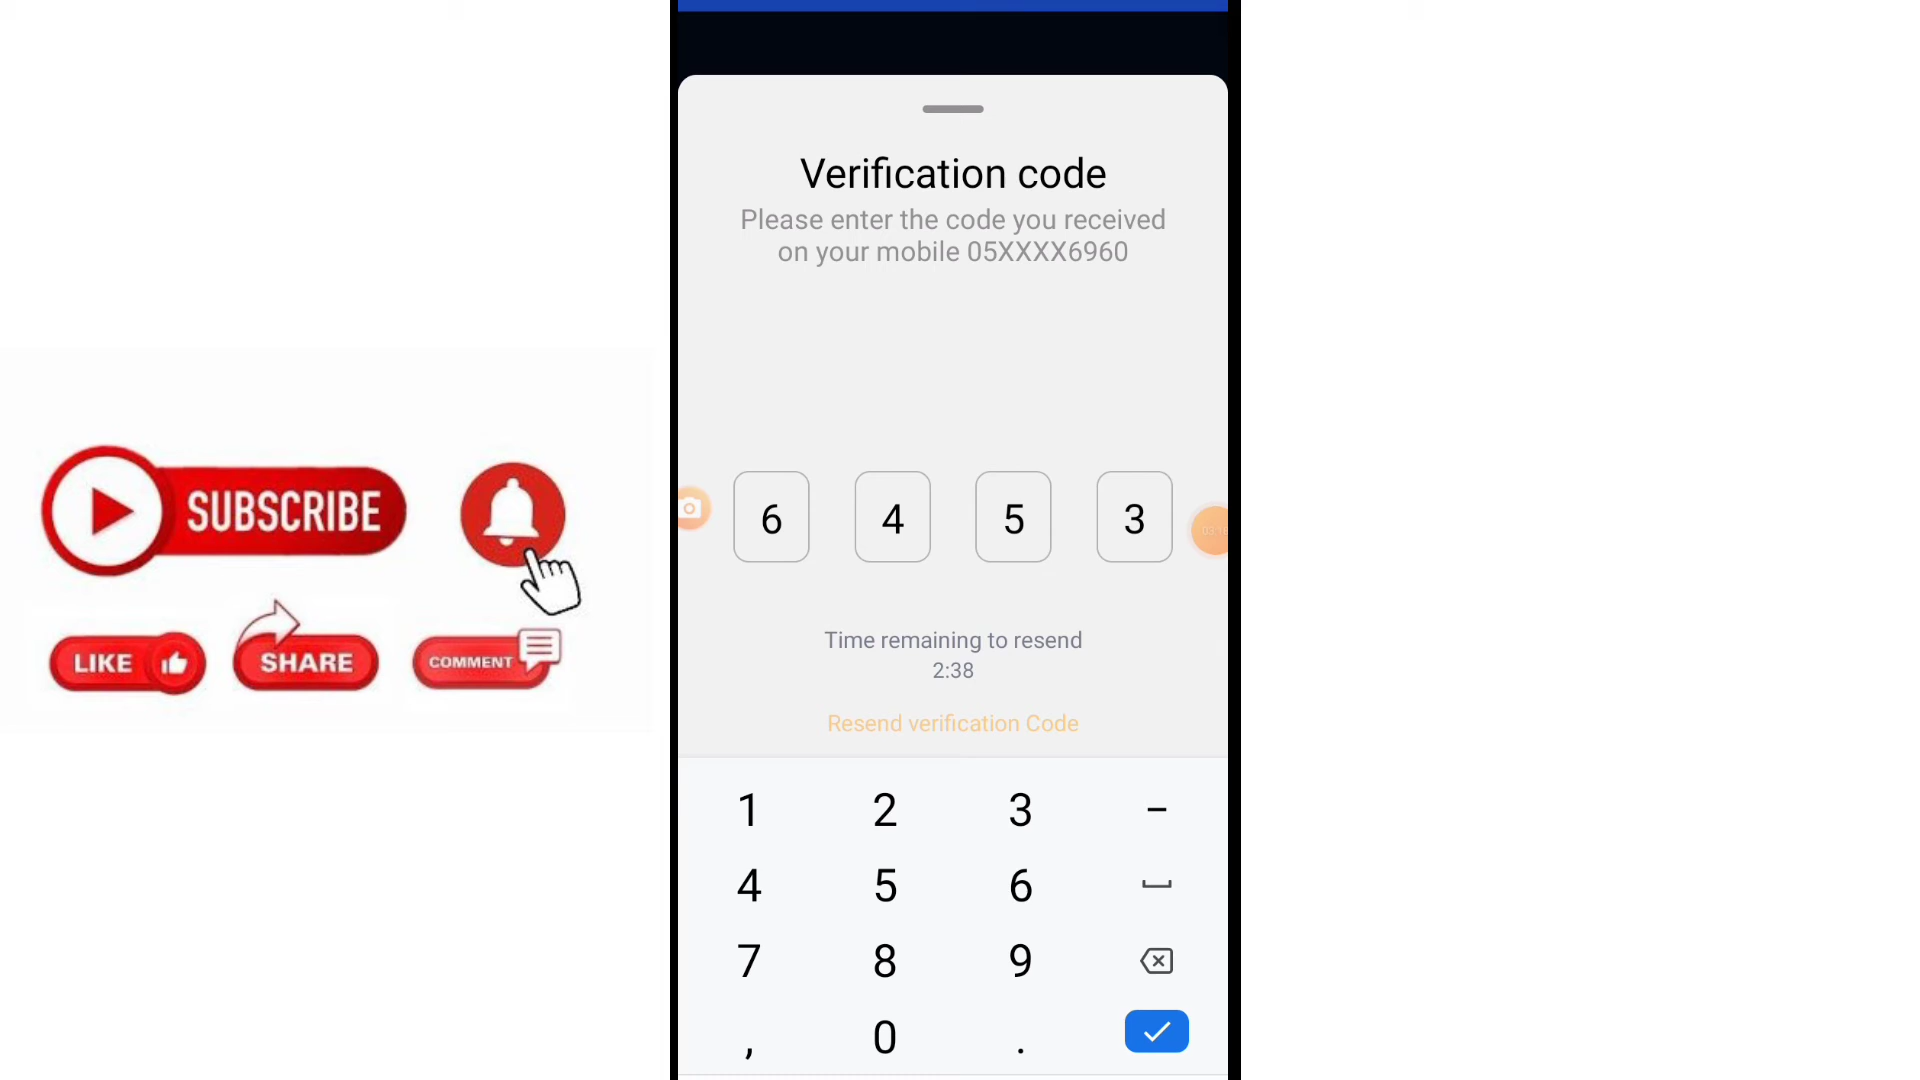 Verification code
Please enter the code you received
on your mobile 05XXXX6960
6 4 5 3
SUBSCRIBE
LIKE
SHARE
COMMENT
Time remaining to resend
2:38
Resend verification Code
1 2 3 -
4 5 6
7 8 9
, 0 .